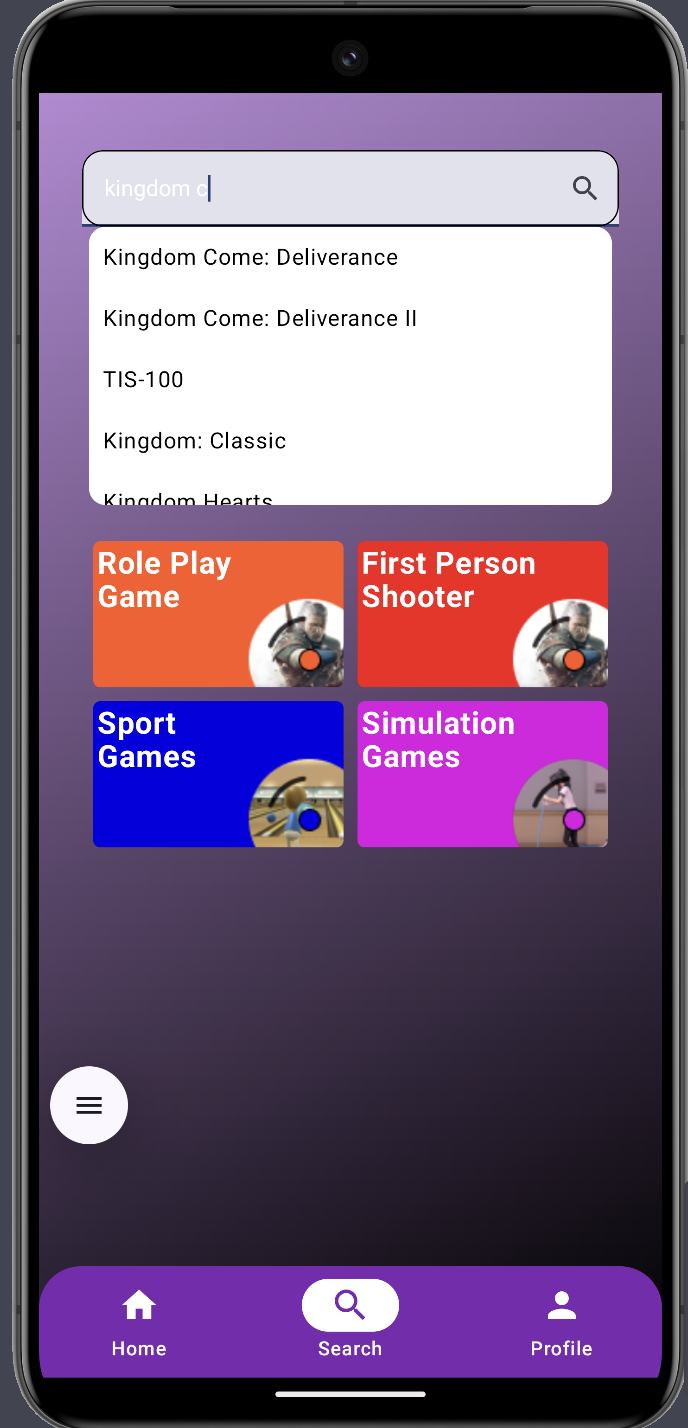 kingdom c
Kingdom Come: Deliverance
Kingdom Come: Deliverance II
TIS-100
Kingdom: Classic
Kingdom Hearts
Role Play
Game
First Person
Shooter
Sport
Games
Simulation
Games
Home
Search
Profile